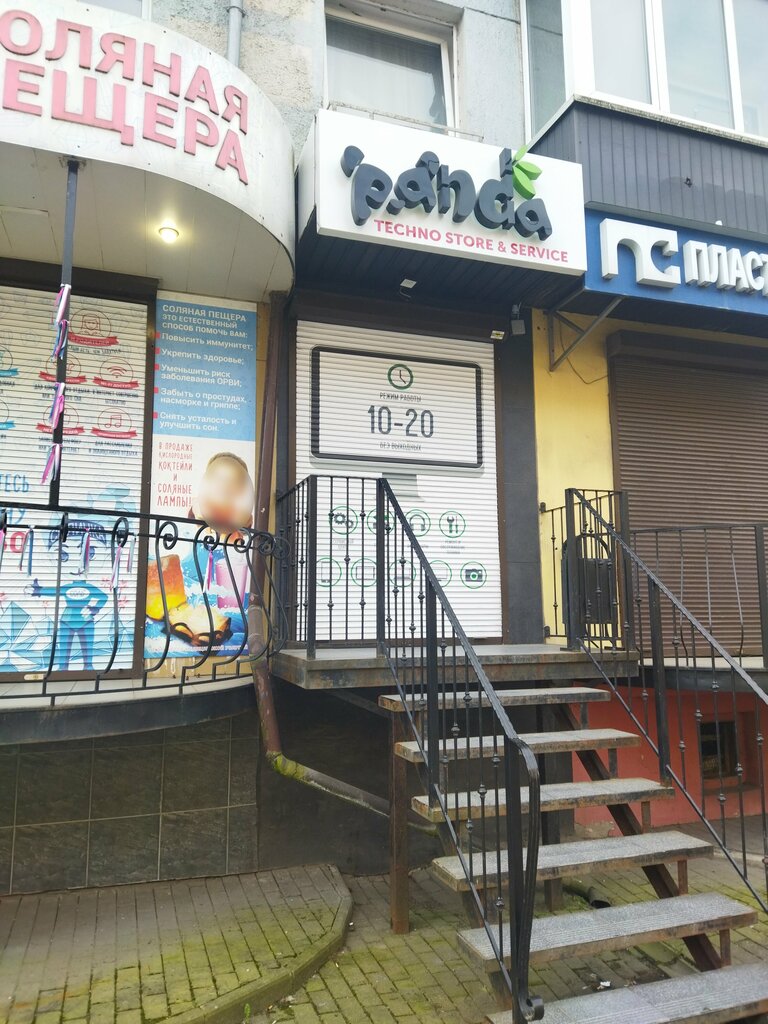 СОЛЯНАЯ
ПЕЩЕРА
panda
TECHNO STORE & SERVICE
ПС ПЛАСТ
СОЛЯНАЯ ПЕЩЕРА
ЭТО ЕСТЕСТВЕННЫЙ
СПОСОБ ПОМОЧЬ ВАМ:
Повысить иммунитет;
Укрепить здоровье;
Уменьшить риск
заболевания ОРВИ;
Забыть о простудах,
насморке и гриппе;
Снять усталость и
улучшить сон.
В ПРОДАЖЕ
КИСЛОРОДНЫЕ
КОКТЕЙЛИ
И
СОЛЯНЫЕ
ЛАМПЫ!
РЕЖИМ РАБОТЫ
10-20
БЕЗ ВЫХОДНЫХ